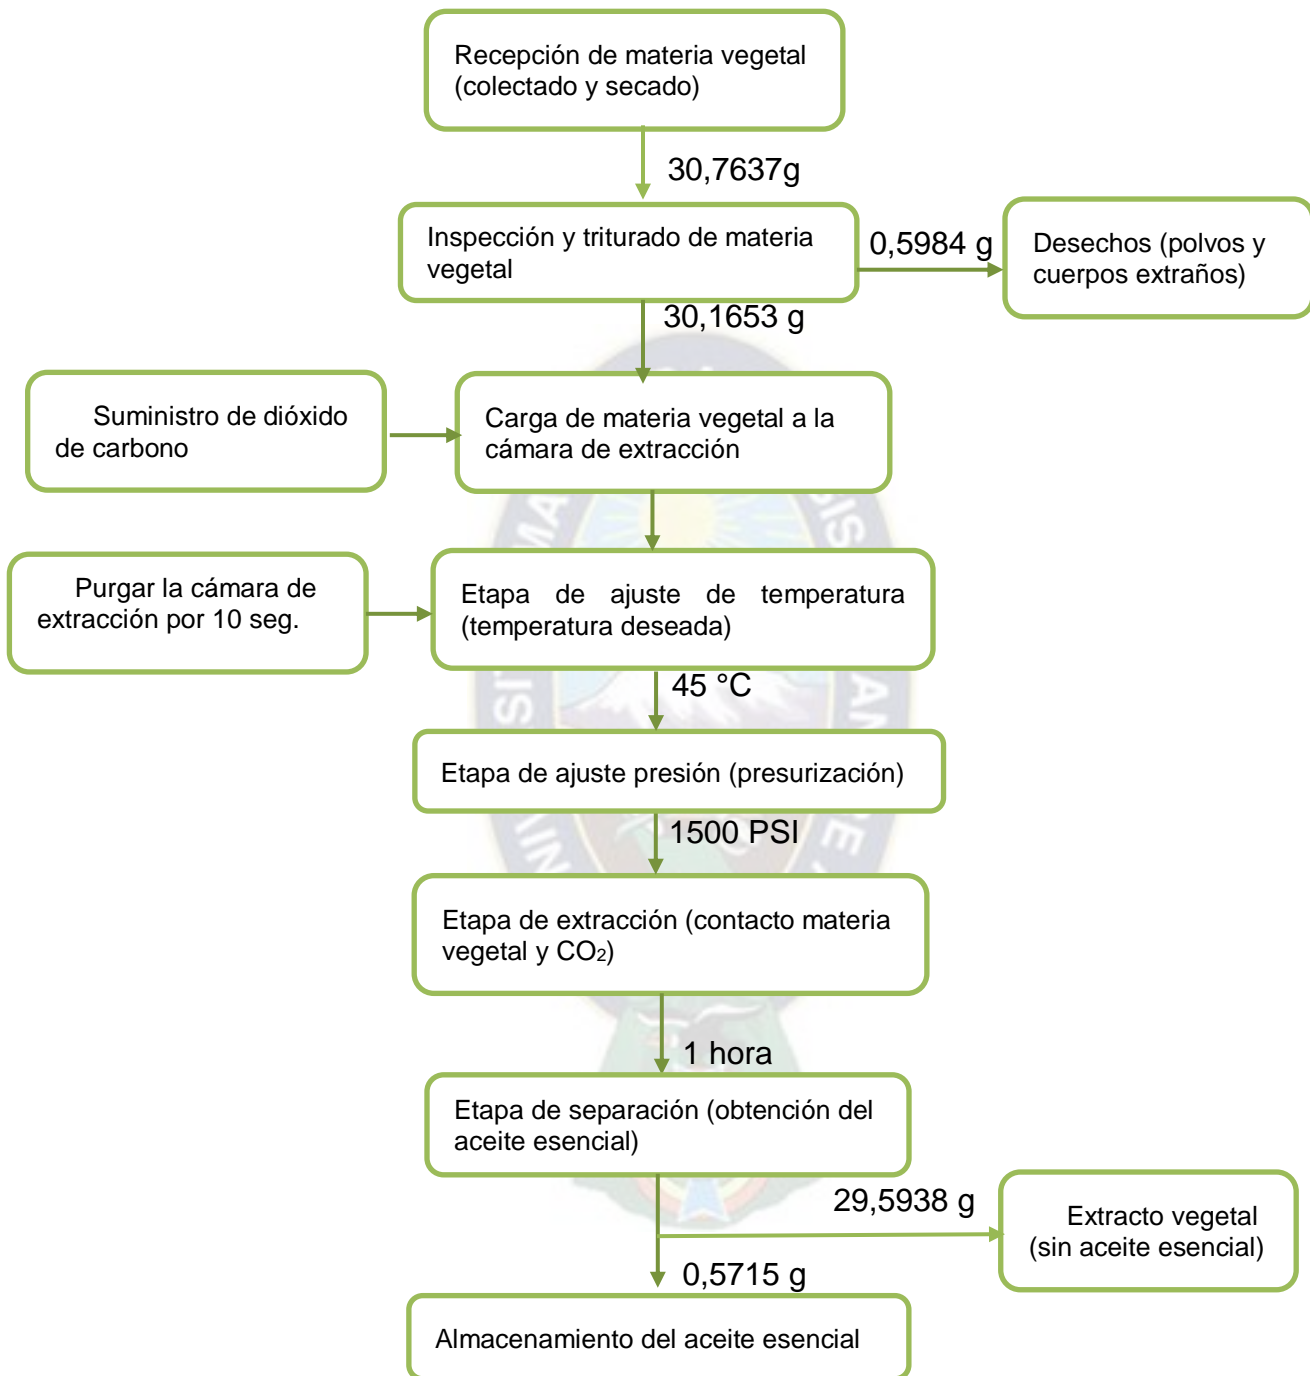 Recepción de materia vegetal
(colectado y secado)
30,7637g
Inspección y triturado de materia
vegetal
0,5984 g
Desechos (polvos y
cuerpos extraños)
30,1653 g
Suministro de dióxido
de carbono
Carga de materia vegetal a la
cámara de extracción
Purgar la cámara de
extracción por 10 seg.
Etapa de ajuste de temperatura
(temperatura deseada)
45 °C
Etapa de ajuste presión (presurización)
1500 PSI
Etapa de extracción (contacto materia
vegetal y CO₂)
1 hora
Etapa de separación (obtención del
aceite esencial)
29,5938 g
Extracto vegetal
(sin aceite esencial)
0,5715 g
Almacenamiento del aceite esencial